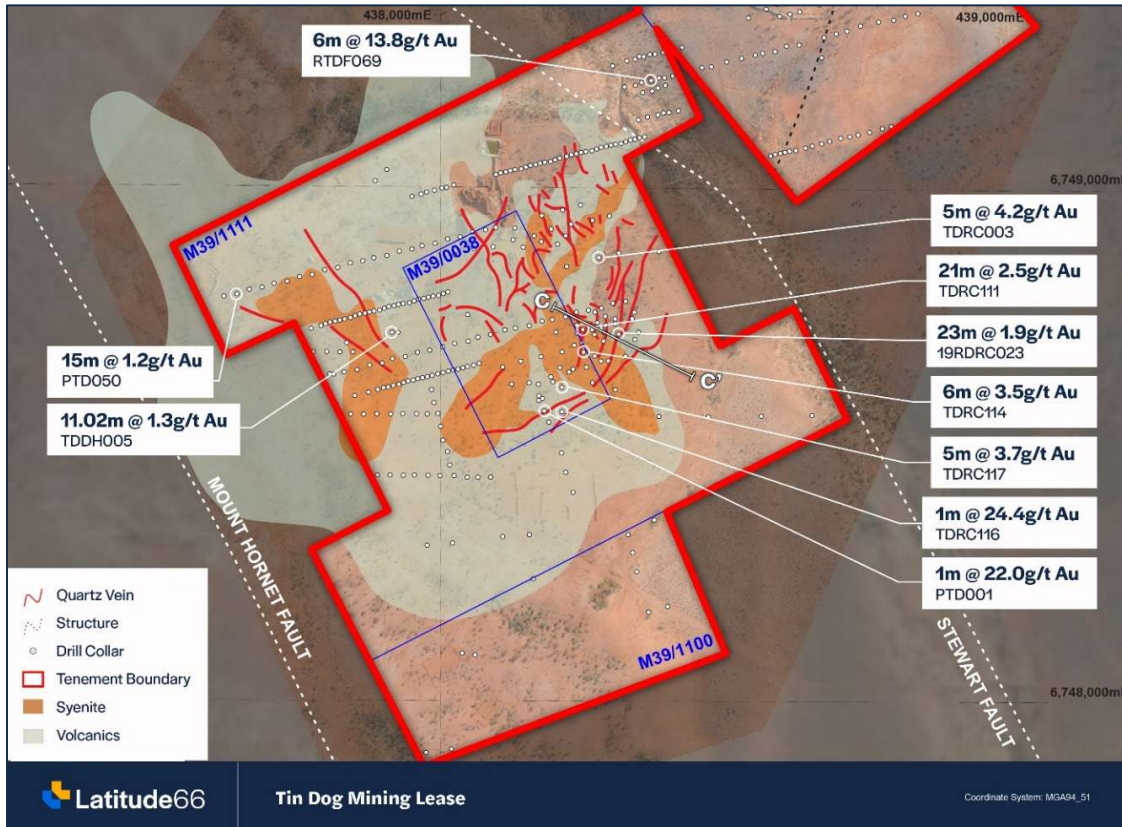 438,000mE
439,000mE
6m @ 13.8g/t Au
RTDF069
6,749,000mN
M39/1111
M39/0038
5m @ 4.2g/t Au
TDRC003
21m @ 2.5g/t Au
TDRC111
C
23m @ 1.9g/t Au
19RDRC023
15m @ 1.2g/t Au
PTD050
C'
6m @ 3.5g/t Au
TDRC114
11.02m @ 1.3g/t Au
TDDH005
5m @ 3.7g/t Au
TDRC117
MOUNT HORNET FAULT
1m @ 24.4g/t Au
TDRC116
1m @ 22.0g/t Au
PTD001
Quartz Vein
Structure
Drill Collar
Tenement Boundary
Syenite
Volcanics
M39/1100
STEWART FAULT
6,748,000m
Latitude66
Tin Dog Mining Lease
Coordinate System: MGA94_51